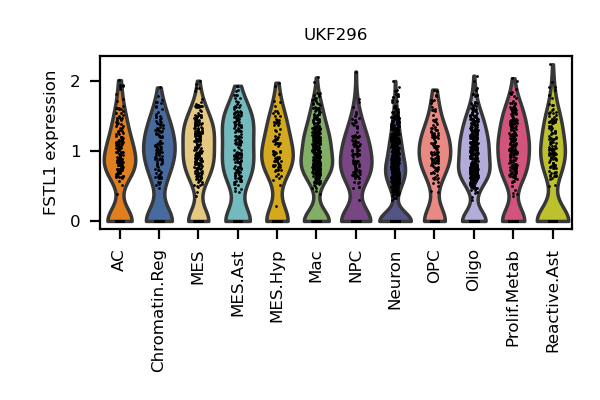 UKF296
FSTL1 expression
2
1
0
AC
Chromatin.Reg
MES
MES.Ast
MES.Hyp
Mac
NPC
Neuron
OPC
Oligo
Prolif.Metab
Reactive.Ast